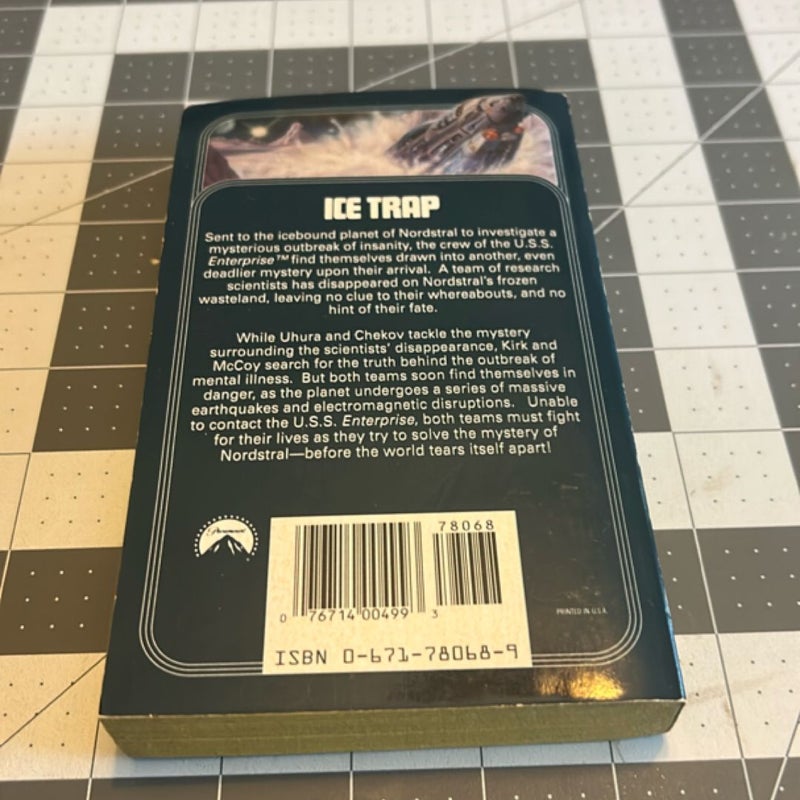 ICE TRAP
Sent to the icebound planet of Nordstral to investigate a
mysterious outbreak of insanity, the crew of the U.S.S.
Enterprise™ find themselves drawn into another, even
deadlier mystery upon their arrival. A team of research
scientists has disappeared on Nordstral's frozen
wasteland, leaving no clue to their whereabouts, and no
hint of their fate.
While Uhura and Chekov tackle the mystery
surrounding the scientists' disappearance, Kirk and
McCoy search for the truth behind the outbreak of
mental illness. But both teams soon find themselves in
danger, as the planet undergoes a series of massive
earthquakes and electromagnetic disruptions. Unable
to contact the U.S.S. Enterprise, both teams must fight
for their lives as they try to solve the mystery of
Nordstral—before the world tears itself apart!
Paramount
78068
0 76714 00499 3
PRINTED IN U.S.A.
ISBN 0-671-78068-9